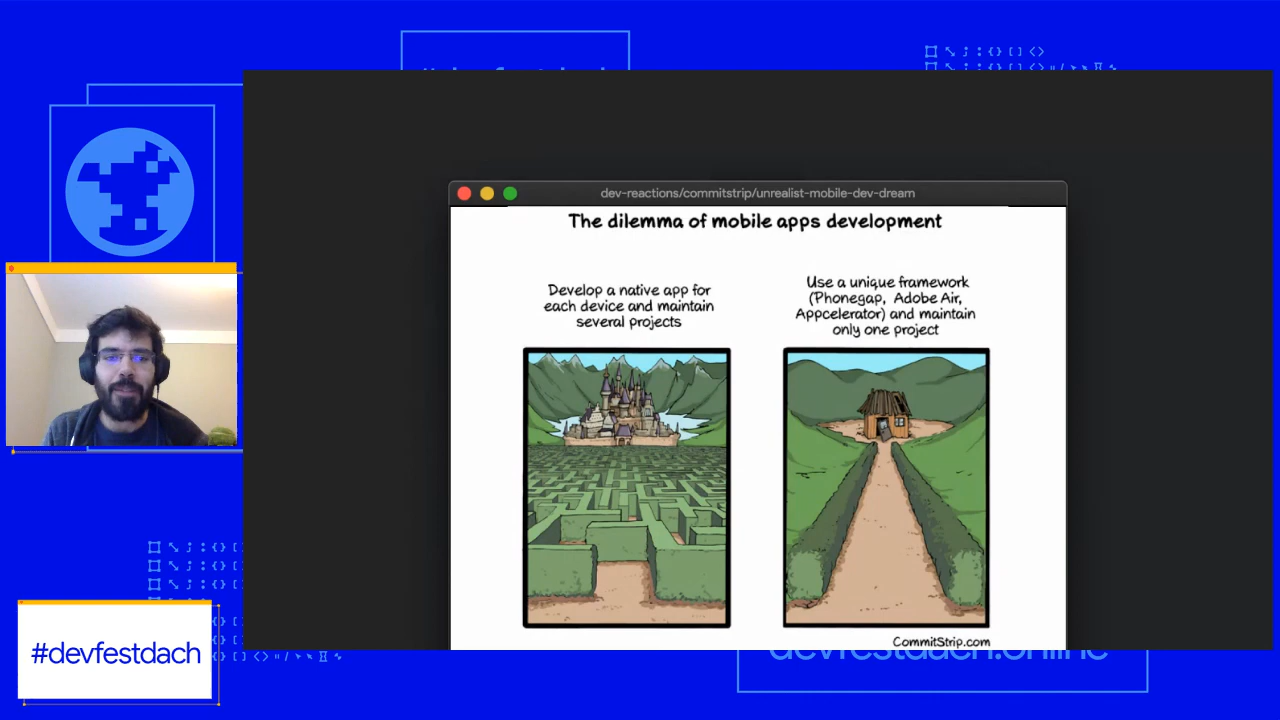 dev-reactions/commitstrip/unrealist-mobile-dev-dream
The dilemma of mobile apps development
Develop a native app for
each device and maintain
several projects
Use a unique framework
(Phonegap, Adobe Air,
Appcelerator) and maintain
only one project
CommitStrip.com
#devfestdach
devfestdach.online